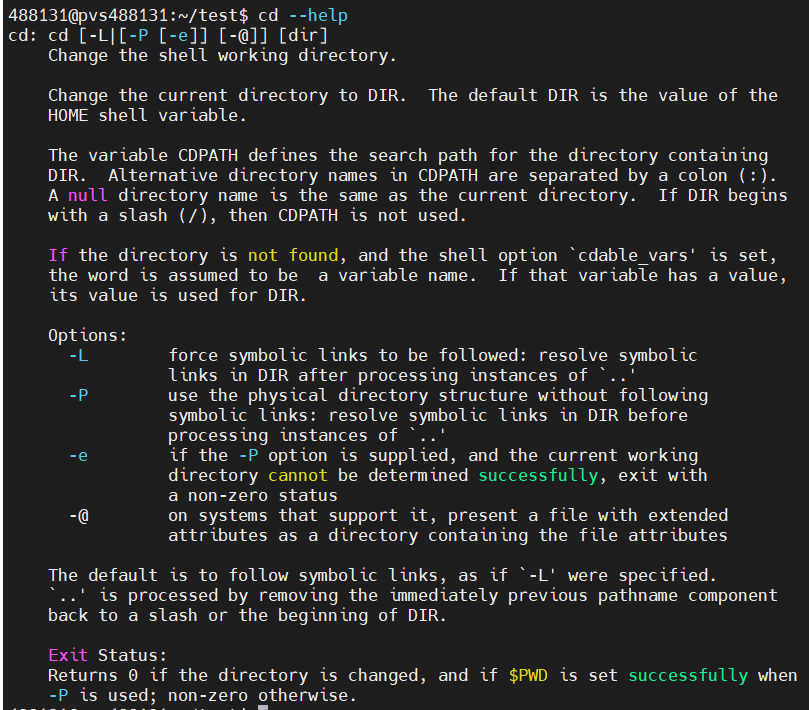 488131@pvs488131:~/test$ cd --help
cd: cd [-L|[-P [-e]] [-@]] [dir]
    Change the shell working directory.

    Change the current directory to DIR.  The default DIR is the value of the
    HOME shell variable.

    The variable CDPATH defines the search path for the directory containing
    DIR.  Alternative directory names in CDPATH are separated by a colon (:).
    A null directory name is the same as the current directory.  If DIR begins
    with a slash (/), then CDPATH is not used.

    If the directory is not found, and the shell option `cdable_vars' is set,
    the word is assumed to be  a variable name.  If that variable has a value,
    its value is used for DIR.

    Options:
      -L        force symbolic links to be followed: resolve symbolic
                links in DIR after processing instances of `..'
      -P        use the physical directory structure without following
                symbolic links: resolve symbolic links in DIR before
                processing instances of `..'
      -e        if the -P option is supplied, and the current working
                directory cannot be determined successfully, exit with
                a non-zero status
      -@        on systems that support it, present a file with extended
                attributes as a directory containing the file attributes

    The default is to follow symbolic links, as if `-L' were specified.
    `..' is processed by removing the immediately previous pathname component
    back to a slash or the beginning of DIR.

    Exit Status:
    Returns 0 if the directory is changed, and if $PWD is set successfully when
    -P is used; non-zero otherwise.